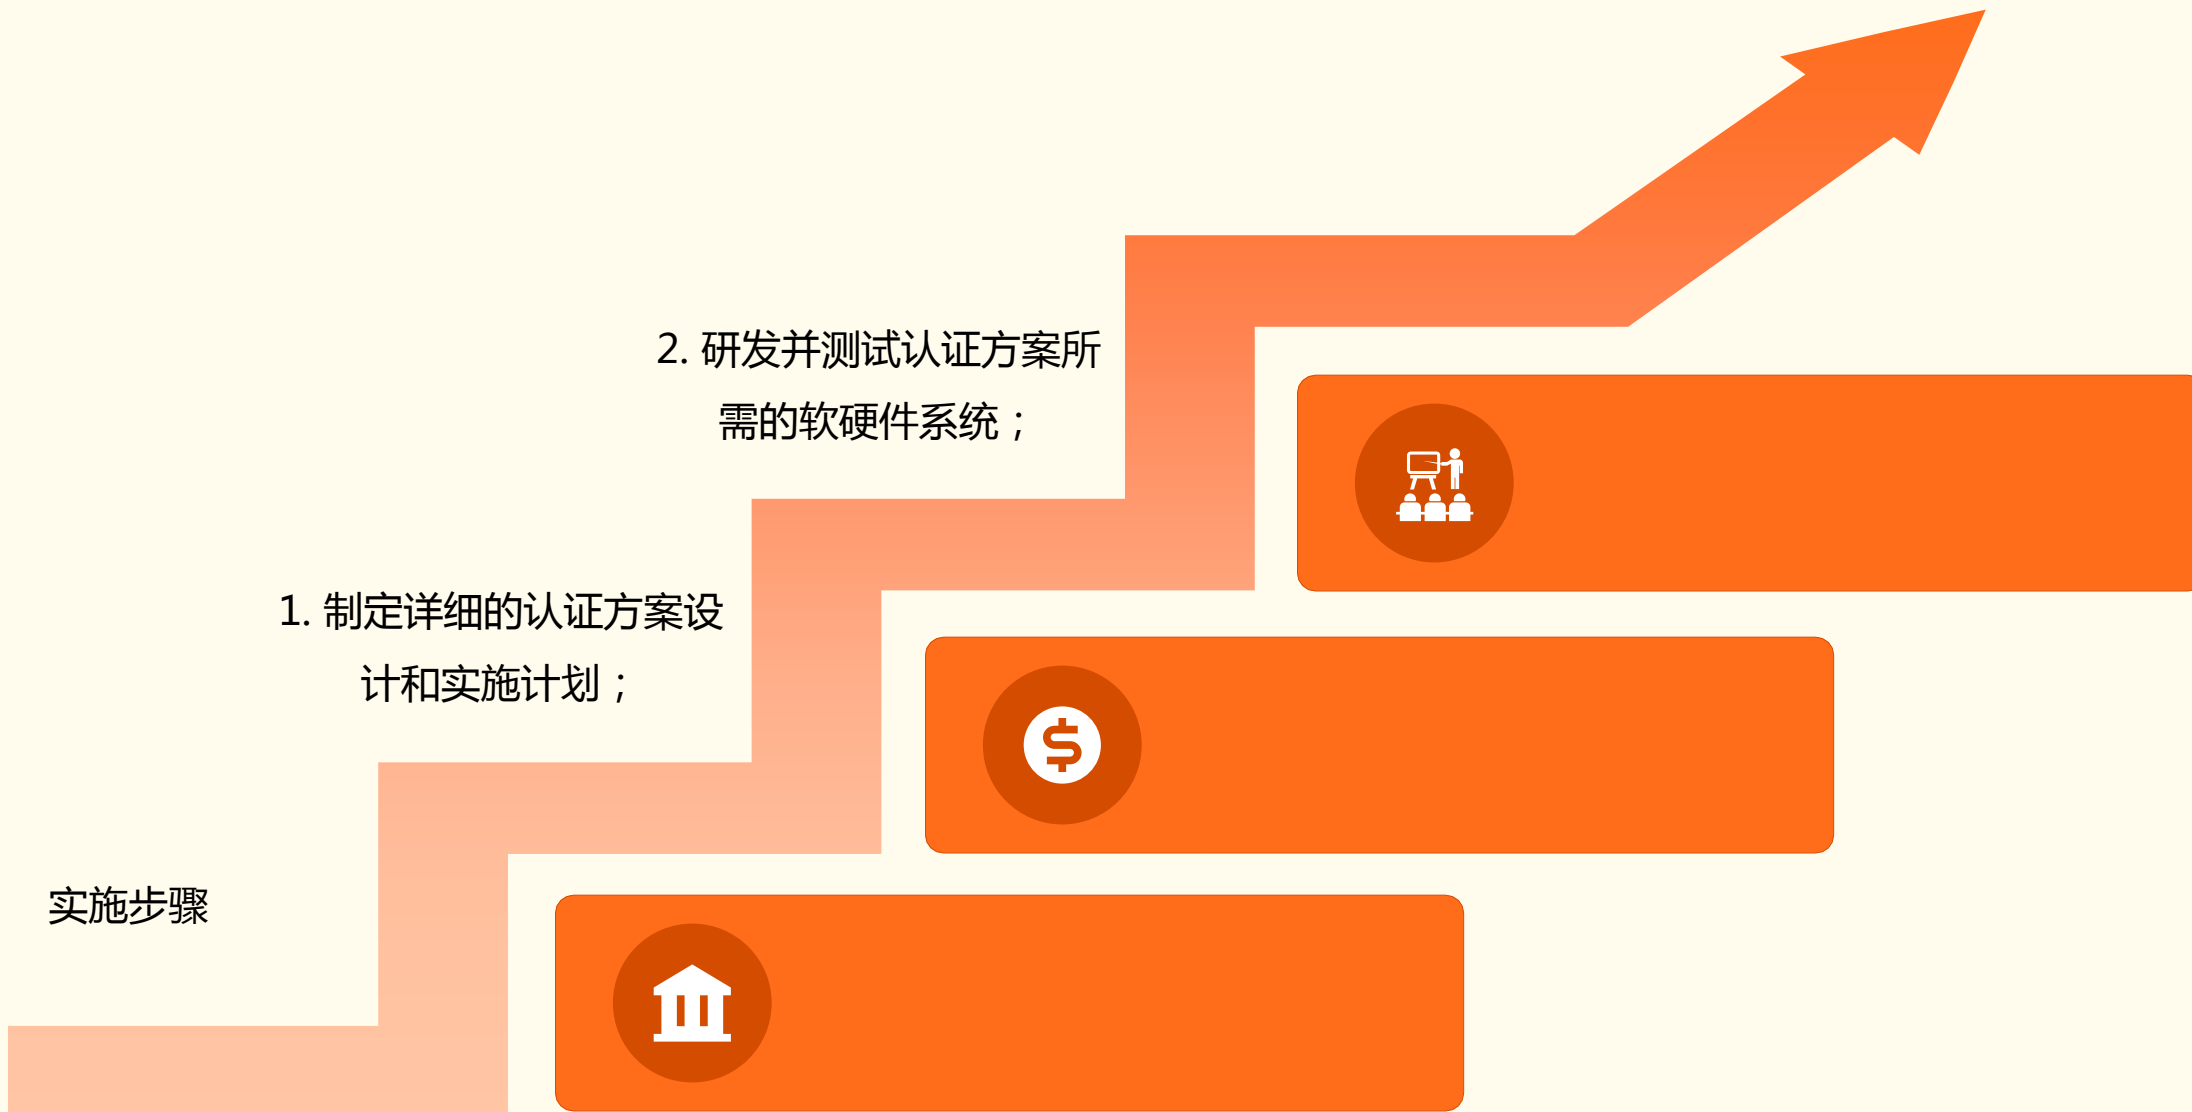 2. 研发并测试认证方案所
需的软硬件系统；
1. 制定详细的认证方案设
计和实施计划；
实施步骤